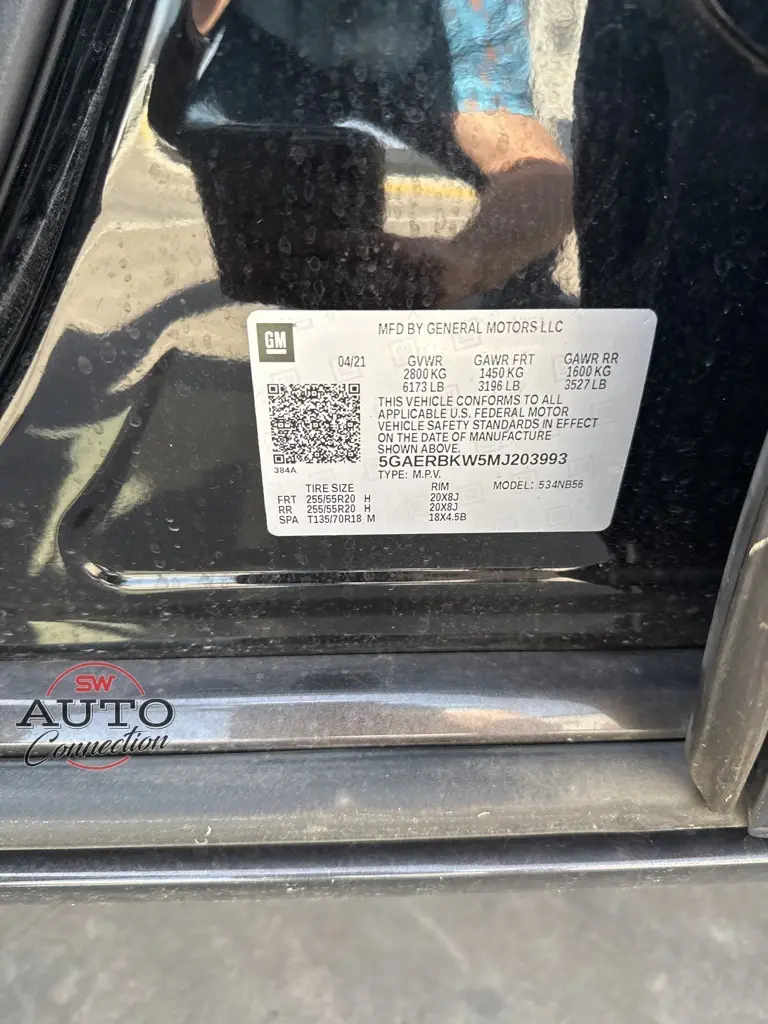 GM
MFD BY GENERAL MOTORS LLC
04/21 GVWR GAWR FRT GAWR RR
2800 KG 1450 KG 1600 KG
6173 LB 3196 LB 3527 LB
THIS VEHICLE CONFORMS TO ALL
APPLICABLE U.S. FEDERAL MOTOR
VEHICLE SAFETY STANDARDS IN EFFECT
ON THE DATE OF MANUFACTURE
SHOWN ABOVE.
5GAERBKW5MJ203993
384A
TYPE: M.P.V.
TIRE SIZE RIM MODEL: 534NB56
FRT 255/55R20 H 20X8J
RR 255/55R20 H 20X8J
SPA T135/70R18 M 18X4.5B
SW
AUTO
Connection